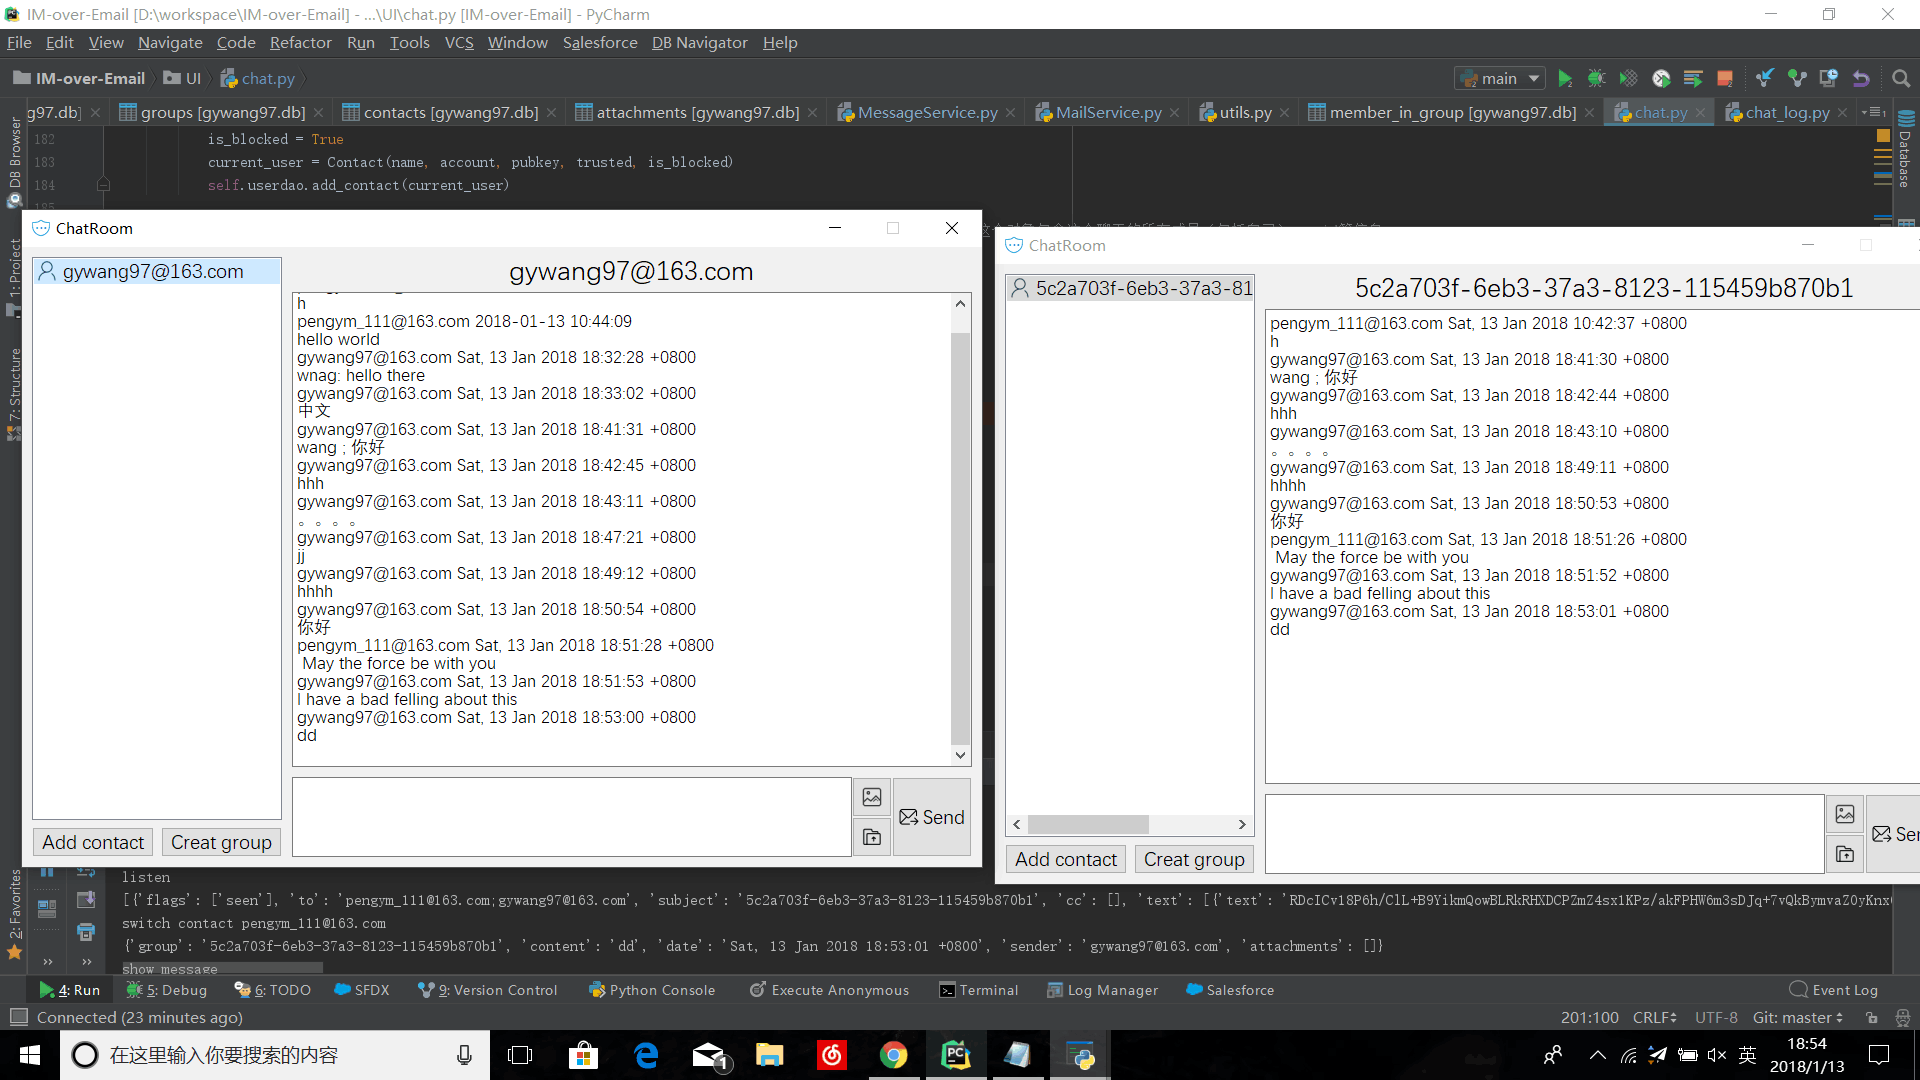 IM-over-Email [D:\workspace\IM-over-Email] - ...\UI\chat.py [IM-over-Email] - PyCharm
File Edit View Navigate Code Refactor Run Tools VCS Window Salesforce DB Navigator Help
IM-over-Email UI chat.py main
g97.db] groups [gywang97.db] contacts [gywang97.db] attachments [gywang97.db] MessageService.py MailService.py utils.py member_in_group [gywang97.db] chat.py chat_log.py
182 is_blocked = True
183 current_user = Contact(name, account, pubkey, trusted, is_blocked)
184 self.userdao.add_contact(current_user)
DB Browser
1: Project
7: Structure
2: Favorites
Database
ChatRoom
gywang97@163.com
Add contact Creat group
gywang97@163.com
h
pengym_111@163.com 2018-01-13 10:44:09
hello world
gywang97@163.com Sat, 13 Jan 2018 18:32:28 +0800
wnag: hello there
gywang97@163.com Sat, 13 Jan 2018 18:33:02 +0800
中文
gywang97@163.com Sat, 13 Jan 2018 18:41:31 +0800
wang ; 你好
gywang97@163.com Sat, 13 Jan 2018 18:42:45 +0800
hhh
gywang97@163.com Sat, 13 Jan 2018 18:43:11 +0800
。。。。
gywang97@163.com Sat, 13 Jan 2018 18:47:21 +0800
jj
gywang97@163.com Sat, 13 Jan 2018 18:49:12 +0800
hhhh
gywang97@163.com Sat, 13 Jan 2018 18:50:54 +0800
你好
pengym_111@163.com Sat, 13 Jan 2018 18:51:28 +0800
May the force be with you
gywang97@163.com Sat, 13 Jan 2018 18:51:53 +0800
I have a bad felling about this
gywang97@163.com Sat, 13 Jan 2018 18:53:00 +0800
dd
Send
ChatRoom
5c2a703f-6eb3-37a3-81
Add contact Creat group
5c2a703f-6eb3-37a3-8123-115459b870b1
pengym_111@163.com Sat, 13 Jan 2018 10:42:37 +0800
h
gywang97@163.com Sat, 13 Jan 2018 18:41:30 +0800
wang ; 你好
gywang97@163.com Sat, 13 Jan 2018 18:42:44 +0800
hhh
gywang97@163.com Sat, 13 Jan 2018 18:43:10 +0800
。。。。
gywang97@163.com Sat, 13 Jan 2018 18:49:11 +0800
hhhh
gywang97@163.com Sat, 13 Jan 2018 18:50:53 +0800
你好
pengym_111@163.com Sat, 13 Jan 2018 18:51:26 +0800
May the force be with you
gywang97@163.com Sat, 13 Jan 2018 18:51:52 +0800
I have a bad felling about this
gywang97@163.com Sat, 13 Jan 2018 18:53:01 +0800
dd
Ser
listen
[{'flags': ['seen'], 'to': 'pengym_111@163.com;gywang97@163.com', 'subject': '5c2a703f-6eb3-37a3-8123-115459b870b1', 'cc': [], 'text': [{'text': 'RDcICv18P6h/ClL+B9YikmQowBLRkRHXDCPZmZ4sx1KPz/akFPHW6m3sDJq+7vQkBymvaZ0yKnx
switch contact pengym_111@163.com
{'group': '5c2a703f-6eb3-37a3-8123-115459b870b1', 'content': 'dd', 'date': 'Sat, 13 Jan 2018 18:53:01 +0800', 'sender': 'gywang97@163.com', 'attachments': []}
show message
4: Run 5: Debug 6: TODO SFDX 9: Version Control Python Console Execute Anonymous Terminal Log Manager Salesforce Event Log
Connected (23 minutes ago) 201:100 CRLF UTF-8 Git: master
在这里输入你要搜索的内容 1 英 18:54
2018/1/13